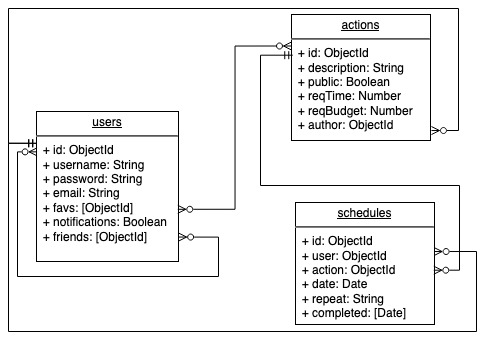 actions
+ id: ObjectId
+ description: String
+ public: Boolean
+ reqTime: Number
+ reqBudget: Number
+ author: ObjectId
users
+ id: ObjectId
+ username: String
+ password: String
+ email: String
+ favs: [ObjectId]
+ notifications: Boolean
+ friends: [ObjectId]
schedules
+ id: ObjectId
+ user: ObjectId
+ action: ObjectId
+ date: Date
+ repeat: String
+ completed: [Date]